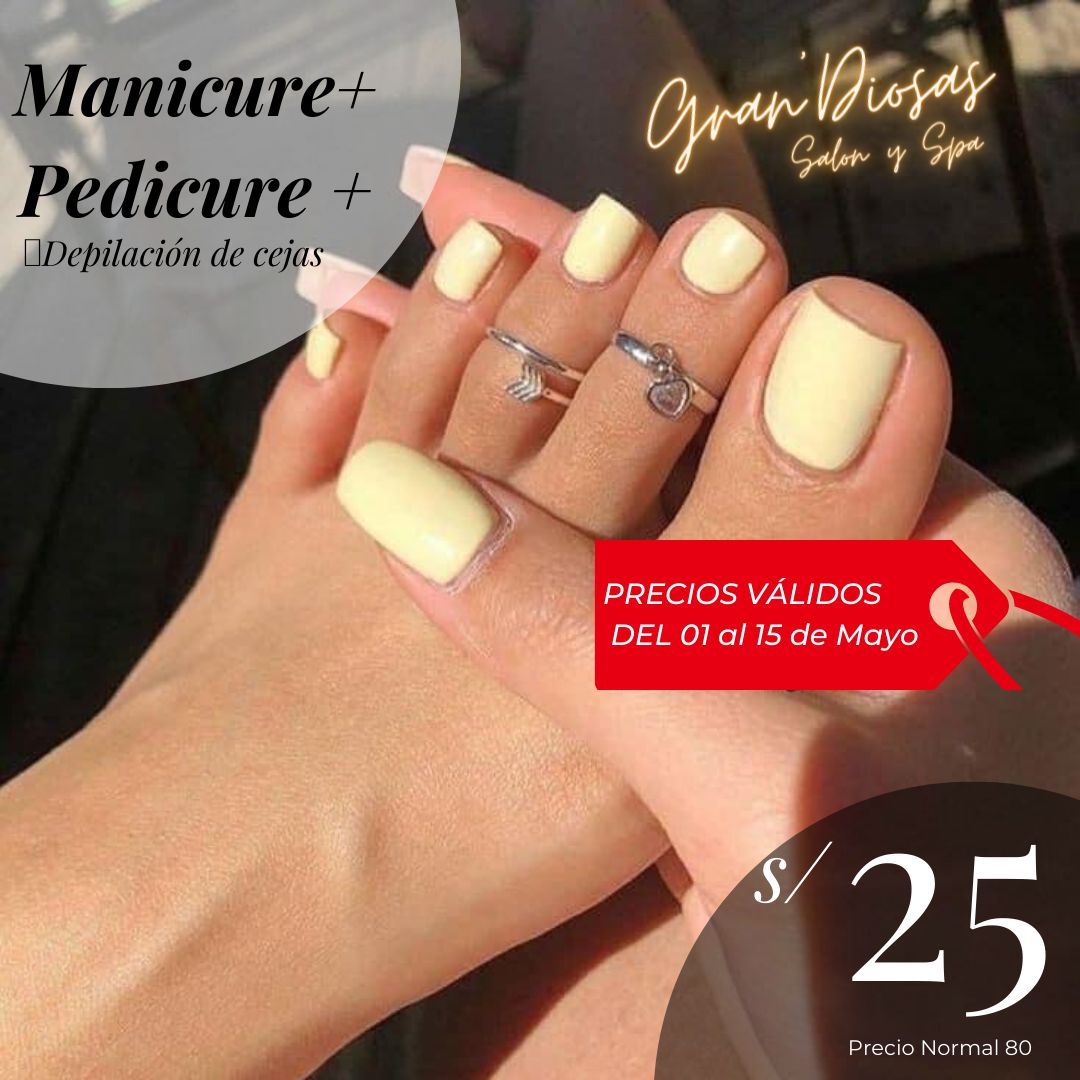 Manicure+
Pedicure +
Depilación de cejas
Gran'Diosas
Salon y Spa
PRECIOS VÁLIDOS
DEL 01 al 15 de Mayo
s/ 25
Precio Normal 80